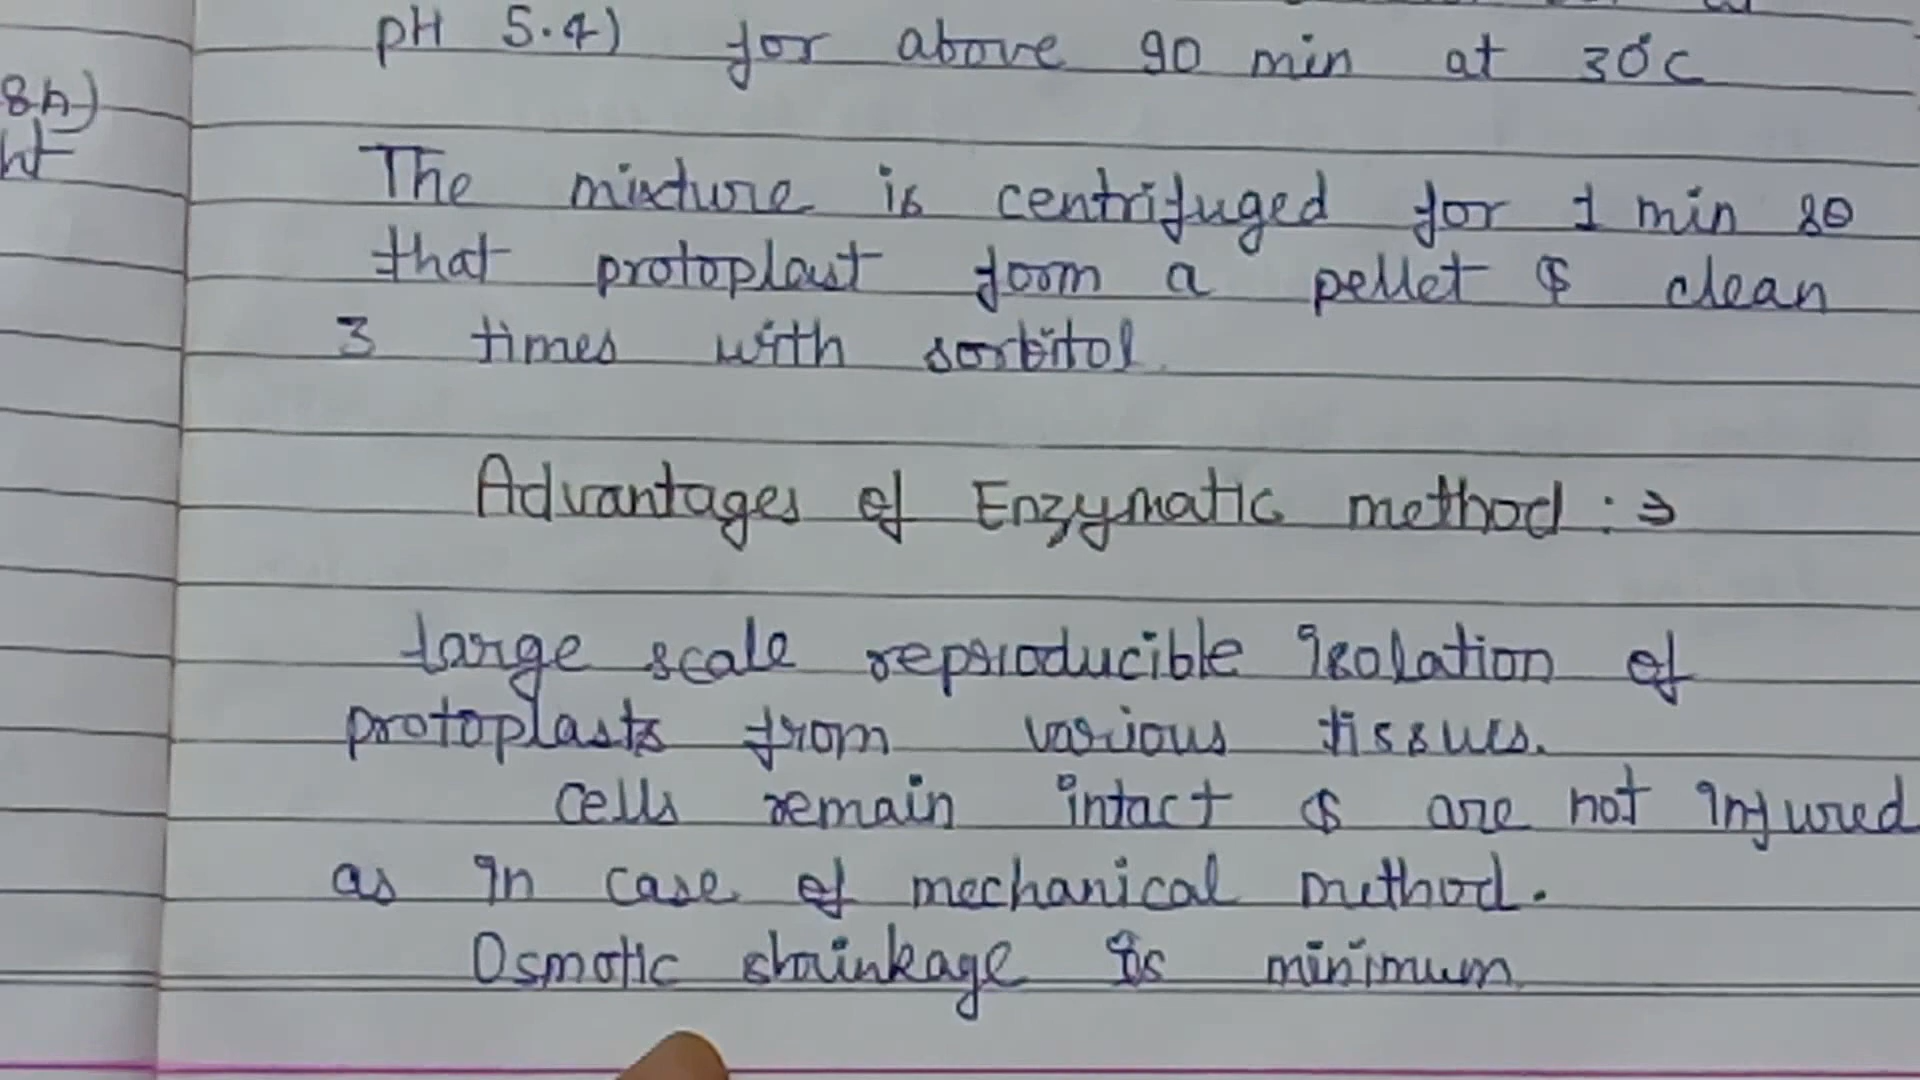 pH 5.4) for above 90 min at 30°C
8h)
The mixture is centrifuged for 1 min so
that protoplast form a pellet & clean
3 times with sorbitol.
Advantages of Enzymatic method :⇒
large scale reproducible isolation of
protoplasts from various tissues.
Cells remain intact & are not injured
as in case of mechanical method.
Osmotic shrinkage is minimum